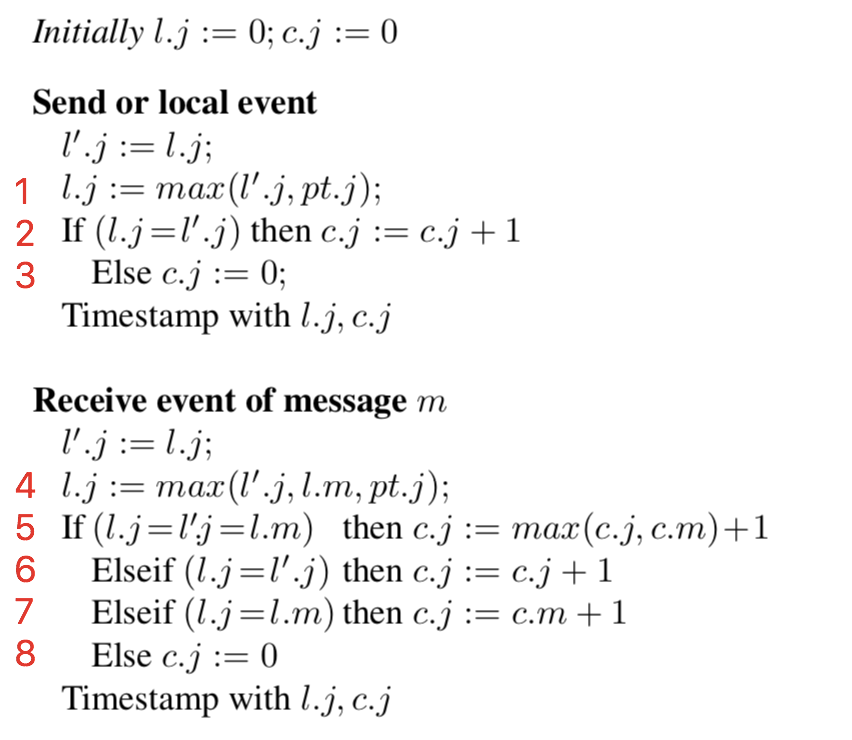 Initially l.j := 0; c.j := 0
Send or local event
l′.j := l.j;
1 l.j := max(l′.j, pt.j);
2 If (l.j=l′.j) then c.j := c.j + 1
3 Else c.j := 0;
Timestamp with l.j, c.j
Receive event of message m
l′.j := l.j;
4 l.j := max(l′.j, l.m, pt.j);
5 If (l.j=l′j=l.m) then c.j := max(c.j, c.m)+1
6 Elseif (l.j=l′.j) then c.j := c.j + 1
7 Elseif (l.j=l.m) then c.j := c.m + 1
8 Else c.j := 0
Timestamp with l.j, c.j